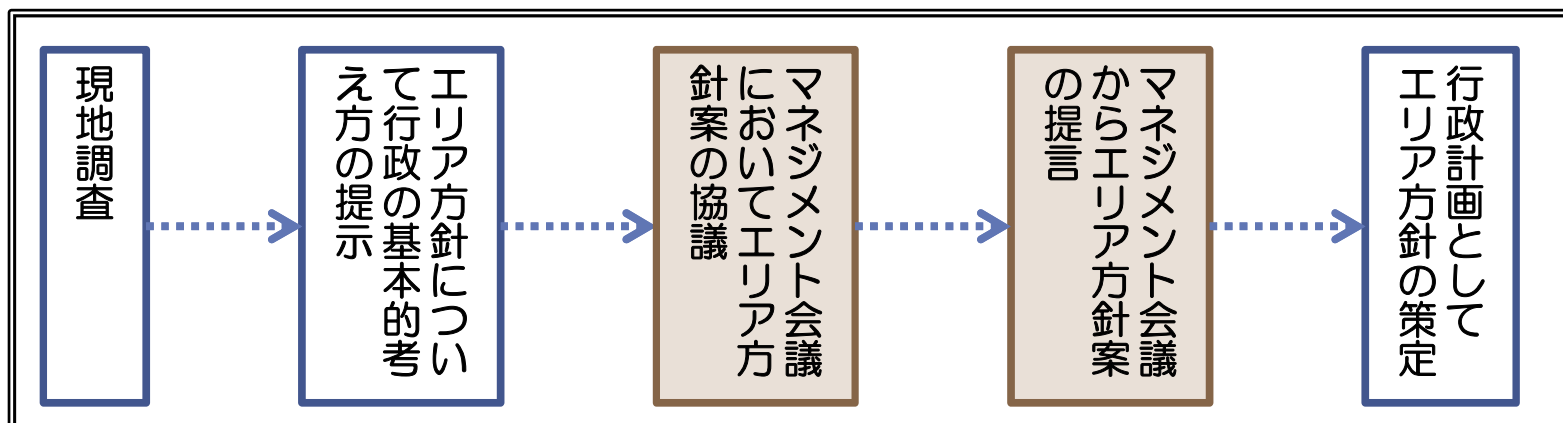 現地調査
エリア方針につい
て行政の基本的考
え方の提示
マネジメント会議
においてエリア方
針案の協議
マネジメント会議
からエリア方針案
の提言
行政計画として
エリア方針の策定